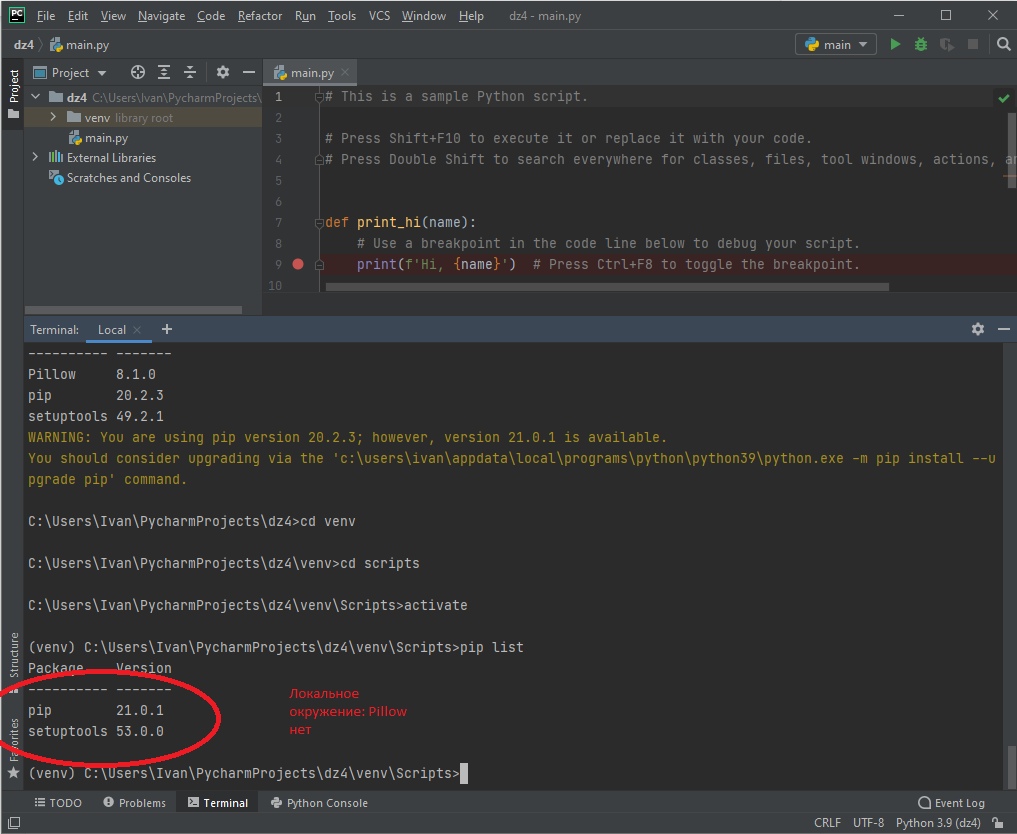 PC File Edit View Navigate Code Refactor Run Tools VCS Window Help dz4 - main.py
dz4 main.py main
Project main.py
Project
dz4 C:\Users\Ivan\PycharmProjects\
venv library root
main.py
External Libraries
Scratches and Consoles
1 # This is a sample Python script.
2
3 # Press Shift+F10 to execute it or replace it with your code.
4 # Press Double Shift to search everywhere for classes, files, tool windows, actions, an
5
6
7 def print_hi(name):
8 # Use a breakpoint in the code line below to debug your script.
9 print(f'Hi, {name}') # Press Ctrl+F8 to toggle the breakpoint.
10
Terminal: Local +
---------- -------
Pillow 8.1.0
pip 20.2.3
setuptools 49.2.1
WARNING: You are using pip version 20.2.3; however, version 21.0.1 is available.
You should consider upgrading via the 'c:\users\ivan\appdata\local\programs\python\python39\python.exe -m pip install --u
pgrade pip' command.
C:\Users\Ivan\PycharmProjects\dz4>cd venv
C:\Users\Ivan\PycharmProjects\dz4\venv>cd scripts
C:\Users\Ivan\PycharmProjects\dz4\venv\Scripts>activate
(venv) C:\Users\Ivan\PycharmProjects\dz4\venv\Scripts>pip list
Package Version
---------- -------
pip 21.0.1
setuptools 53.0.0
Локальное
окружение: Pillow
нет
(venv) C:\Users\Ivan\PycharmProjects\dz4\venv\Scripts>
Structure
Favorites
TODO Problems Terminal Python Console Event Log
CRLF UTF-8 Python 3.9 (dz4)